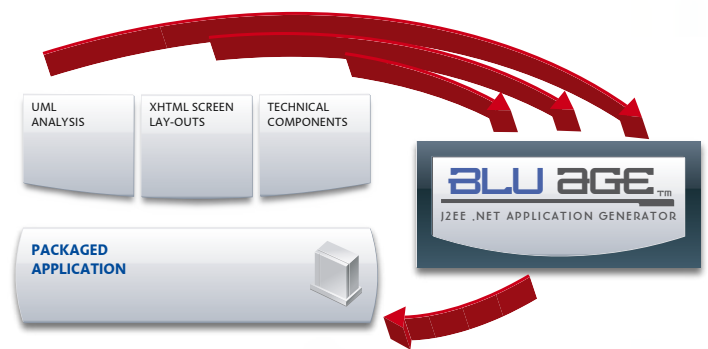 UML
ANALYSIS
XHTML SCREEN
LAY-OUTS
TECHNICAL
COMPONENTS
BLU AGE TM
J2EE .NET APPLICATION GENERATOR
PACKAGED
APPLICATION